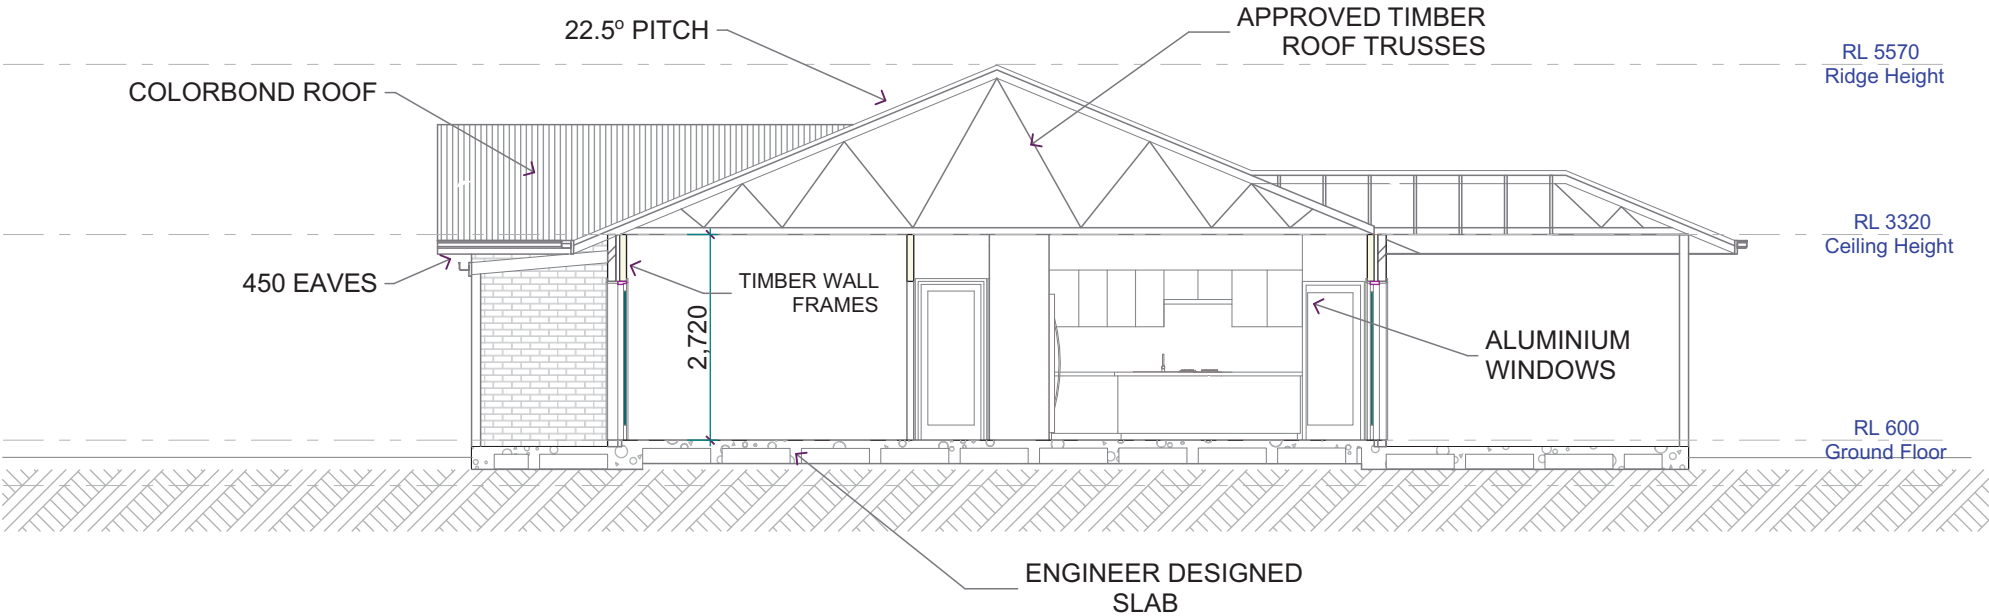 22.5º PITCH
APPROVED TIMBER
ROOF TRUSSES
RL 5570
Ridge Height
COLORBOND ROOF
RL 3320
Ceiling Height
450 EAVES
TIMBER WALL
FRAMES
2,720
ALUMINIUM
WINDOWS
RL 600
Ground Floor
ENGINEER DESIGNED
SLAB